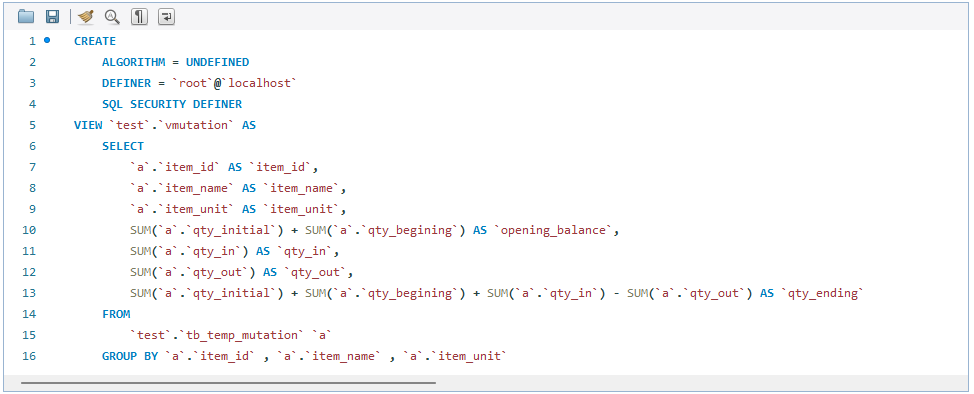 1 CREATE
2 ALGORITHM = UNDEFINED
3 DEFINER = `root`@`localhost`
4 SQL SECURITY DEFINER
5 VIEW `test`.`vmutation` AS
6 SELECT
7 `a`.`item_id` AS `item_id`,
8 `a`.`item_name` AS `item_name`,
9 `a`.`item_unit` AS `item_unit`,
10 SUM(`a`.`qty_initial`) + SUM(`a`.`qty_begining`) AS `opening_balance`,
11 SUM(`a`.`qty_in`) AS `qty_in`,
12 SUM(`a`.`qty_out`) AS `qty_out`,
13 SUM(`a`.`qty_initial`) + SUM(`a`.`qty_begining`) + SUM(`a`.`qty_in`) - SUM(`a`.`qty_out`) AS `qty_ending`
14 FROM
15 `test`.`tb_temp_mutation` `a`
16 GROUP BY `a`.`item_id` , `a`.`item_name` , `a`.`item_unit`